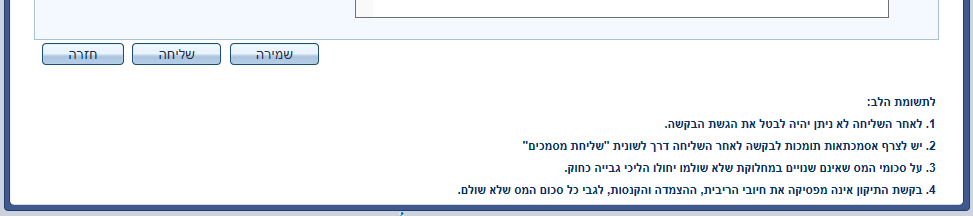 שמירה שליחה חזרה
לתשומת הלב:
1. לאחר השליחה לא ניתן יהיה לבטל את הגשת הבקשה.
2. יש לצרף אסמכתאות תומכות לבקשה לאחר השליחה דרך לשונית "שליחת מסמכים"
3. על סכומי המס שאינם שנויים במחלוקת שלא שולמו יחולו הליכי גבייה כחוק.
4. בקשת התיקון אינה מפסיקה את חיובי הריבית, ההצמדה והקנסות, לגבי כל סכום המס שלא שולם.